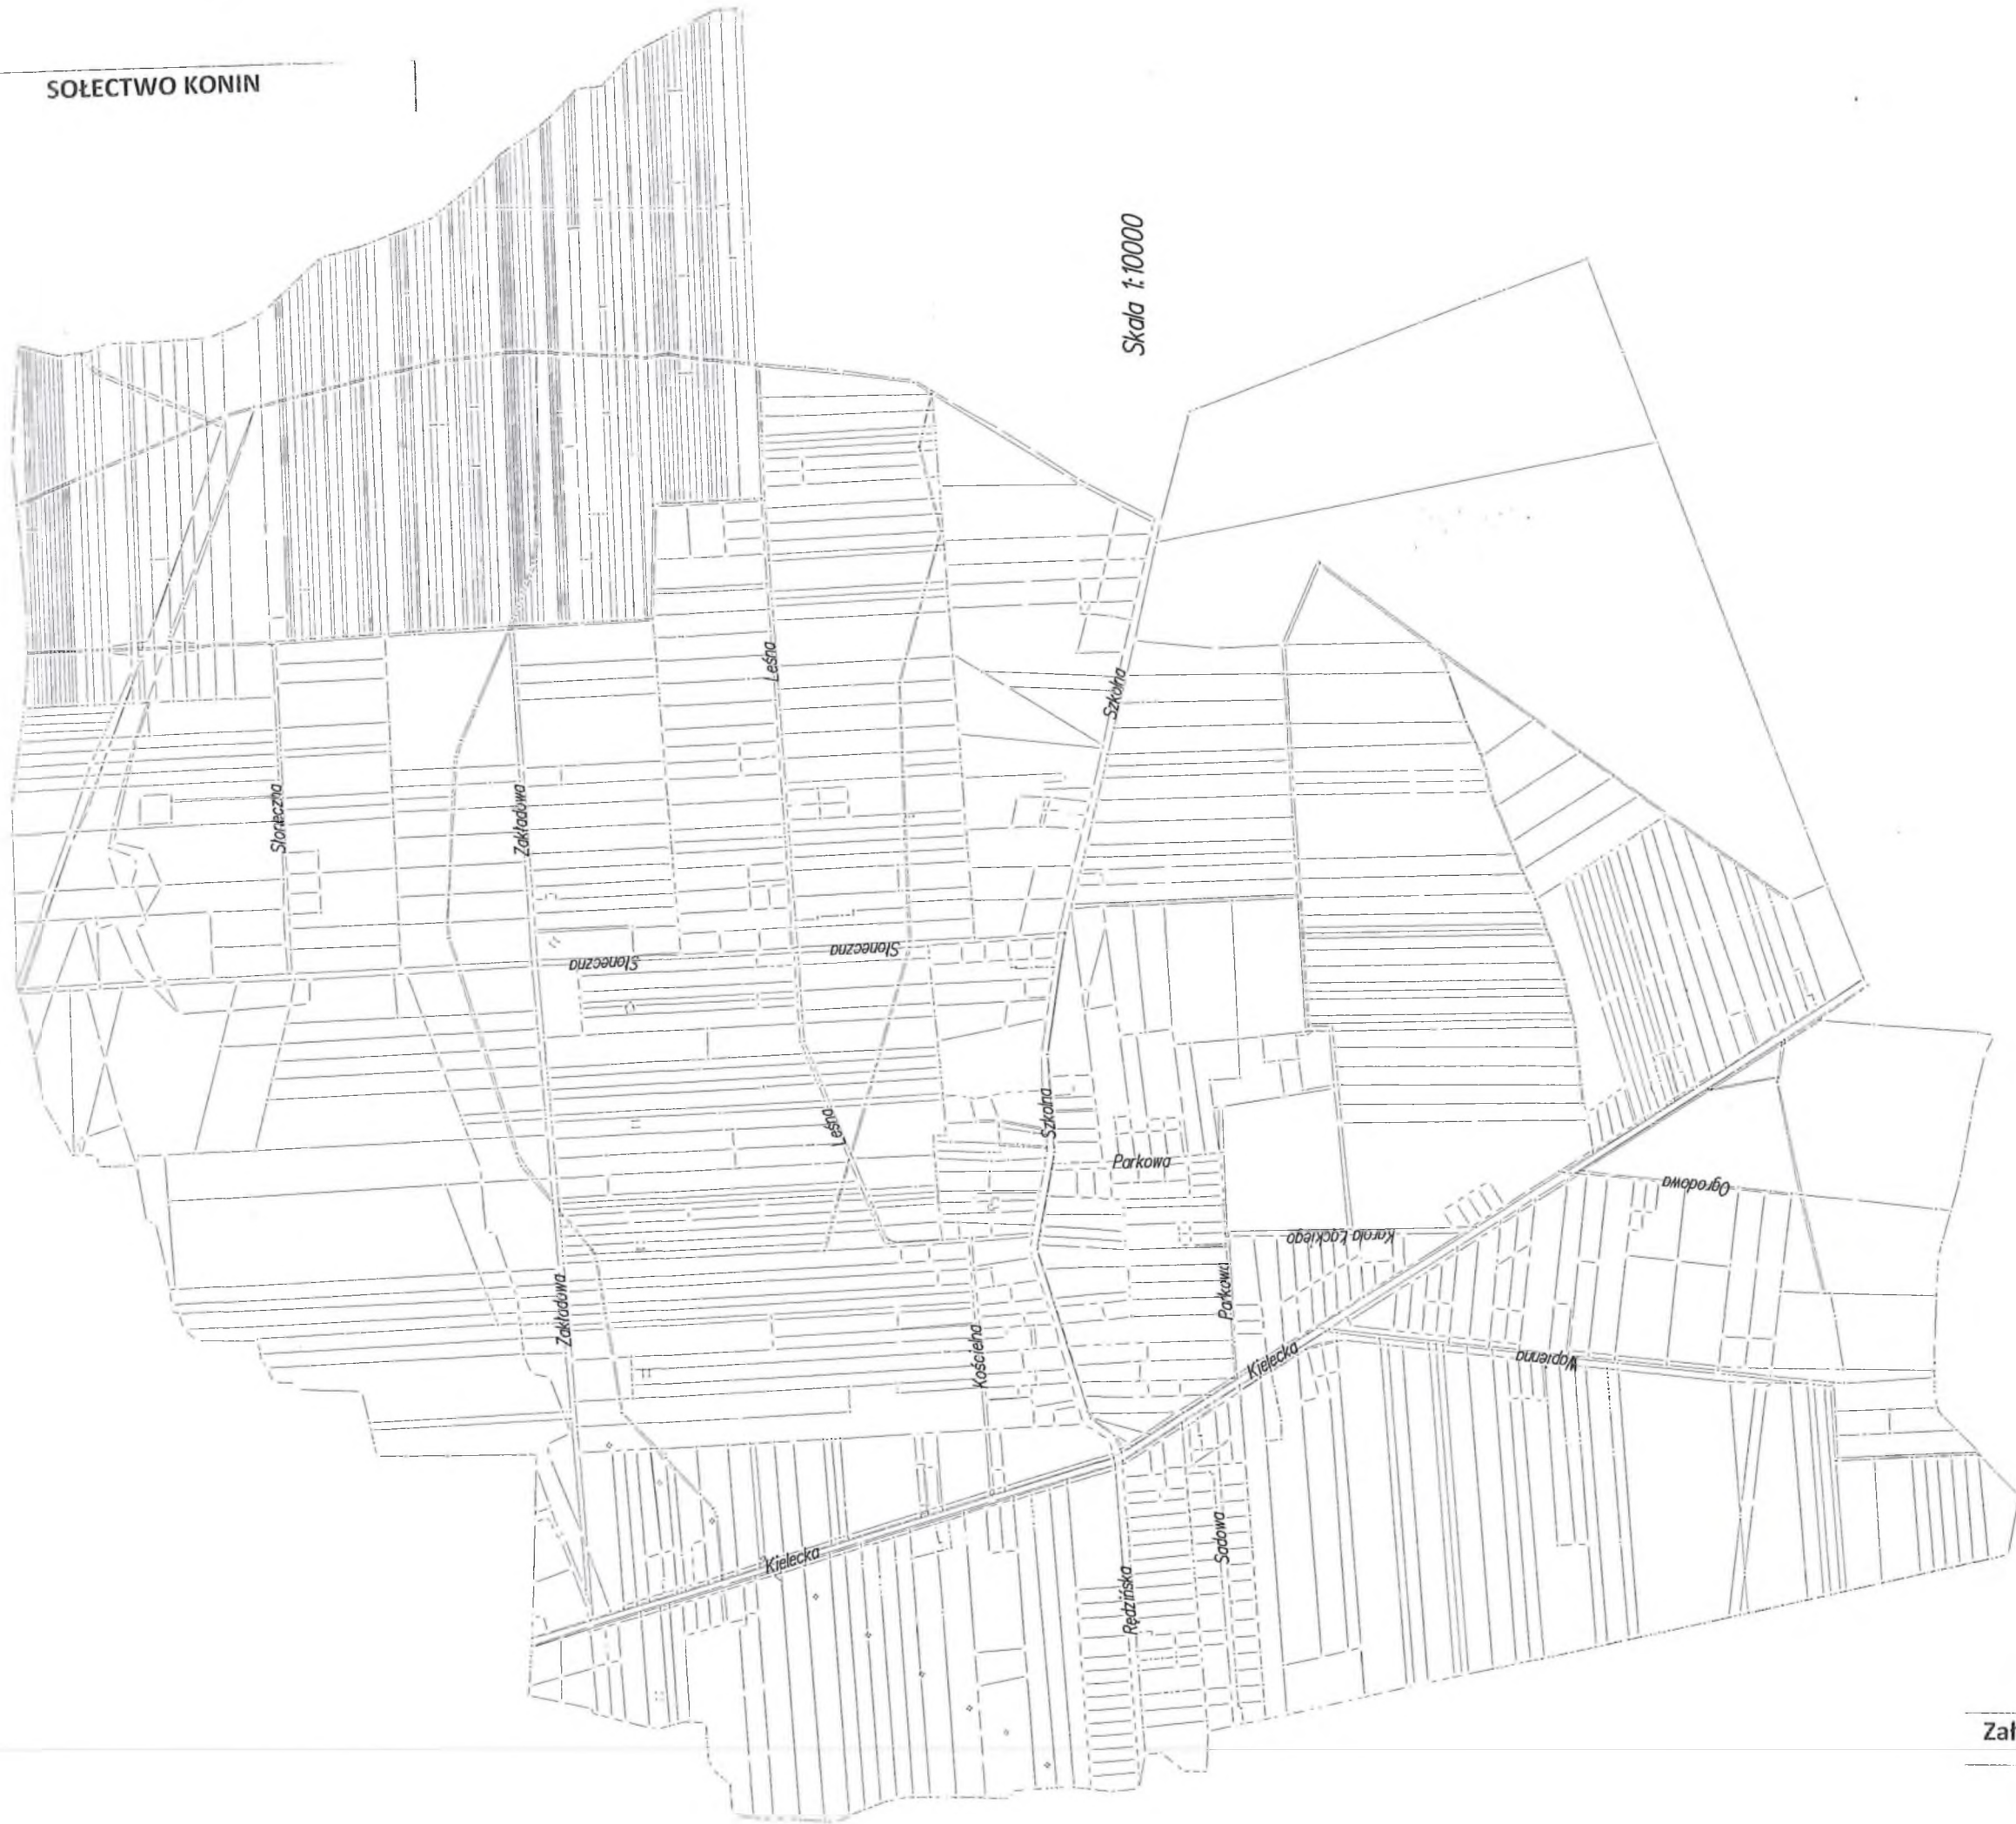 SOŁECTWO KONIN
Skala 1:10000
Leśna
Szkolna
Słoneczna
Zakładowa
Słoneczna
Słoneczna
Leśna
Szkolna
Parkowa
Ogrodowa
Karola Łąckiego
Parkowa
Zakładowa
Kościelna
Kielecka
Wapienna
Kielecka
Sadowa
Rędzińska
Zał